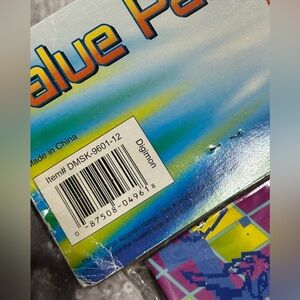 alue Pa
Made in China
Item# DMSK-9601-12
Digimon
0 87508 04961 8